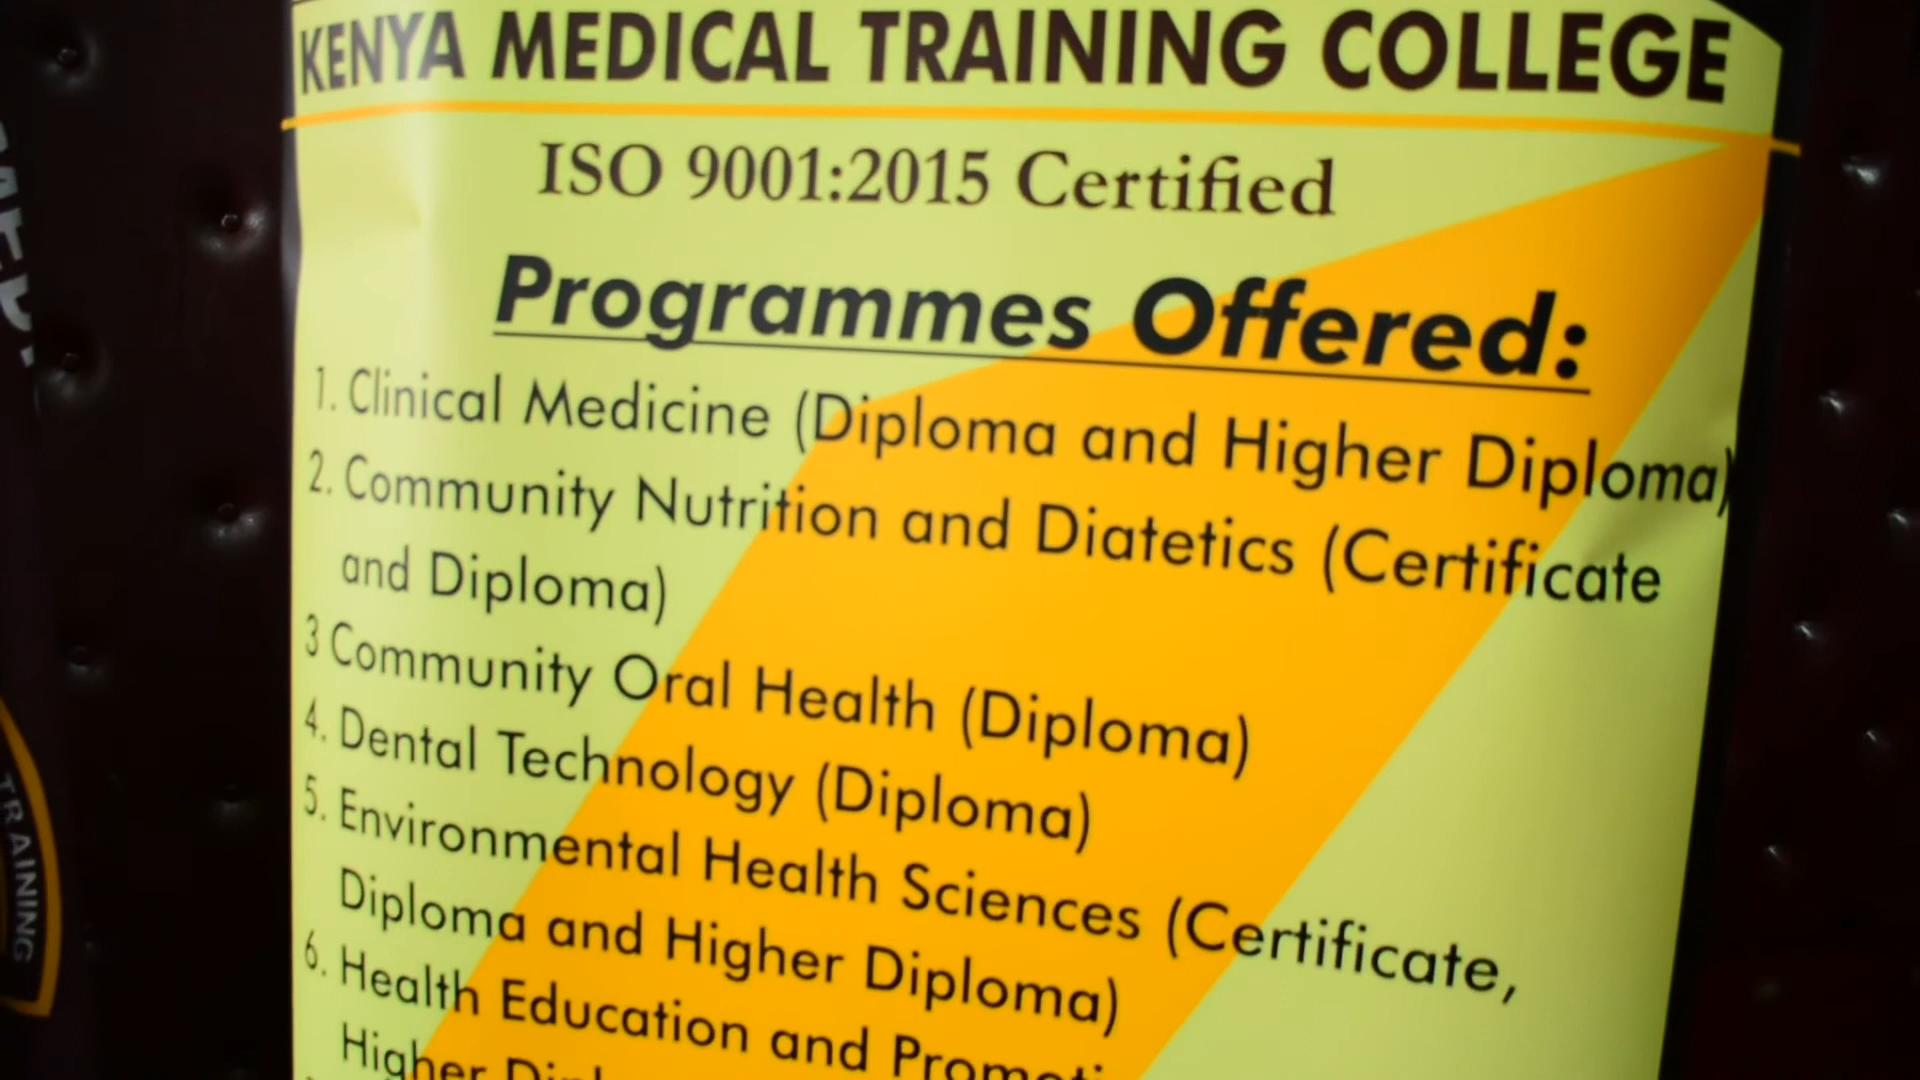 KENYA MEDICAL TRAINING COLLEGE
ISO 9001:2015 Certified
Programmes Offered:
1. Clinical Medicine (Diploma and Higher Diploma)
2. Community Nutrition and Diatetics (Certificate
and Diploma)
3 Community Oral Health (Diploma)
4. Dental Technology (Diploma)
5. Environmental Health Sciences (Certificate,
Diploma and Higher Diploma)
6. Health Education and
Higher
TRAINING